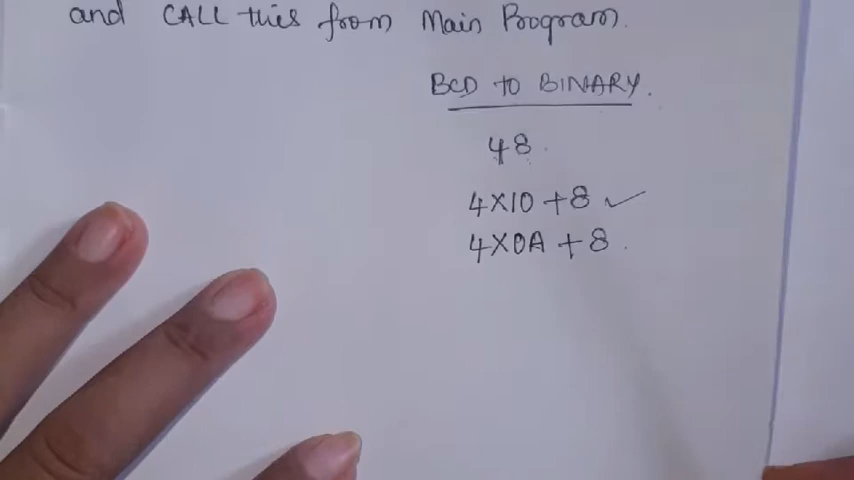 and CALL this from Main Program.
BCD to BINARY.
48
4X10 +8 ✓
4X0A +8.